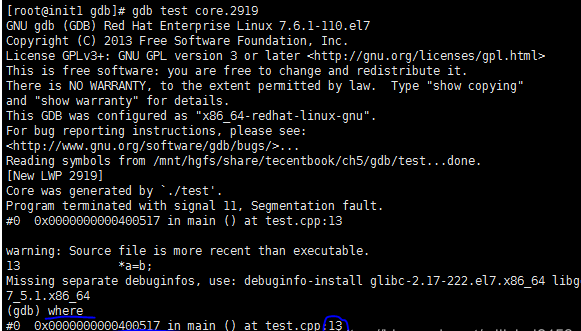 [root@init1 gdb]# gdb test core.2919
GNU gdb (GDB) Red Hat Enterprise Linux 7.6.1-110.el7
Copyright (C) 2013 Free Software Foundation, Inc.
License GPLv3+: GNU GPL version 3 or later <http://gnu.org/licenses/gpl.html>
This is free software: you are free to change and redistribute it.
There is NO WARRANTY, to the extent permitted by law.  Type "show copying"
and "show warranty" for details.
This GDB was configured as "x86_64-redhat-linux-gnu".
For bug reporting instructions, please see:
<http://www.gnu.org/software/gdb/bugs/>...
Reading symbols from /mnt/hgfs/share/tecentbook/ch5/gdb/test...done.
[New LWP 2919]
Core was generated by `./test'.
Program terminated with signal 11, Segmentation fault.
#0  0x0000000000400517 in main () at test.cpp:13

warning: Source file is more recent than executable.
13              *a=b;
Missing separate debuginfos, use: debuginfo-install glibc-2.17-222.el7.x86_64 libg
7_5.1.x86_64
(gdb) where
#0  0x0000000000400517 in main () at test.cpp:13